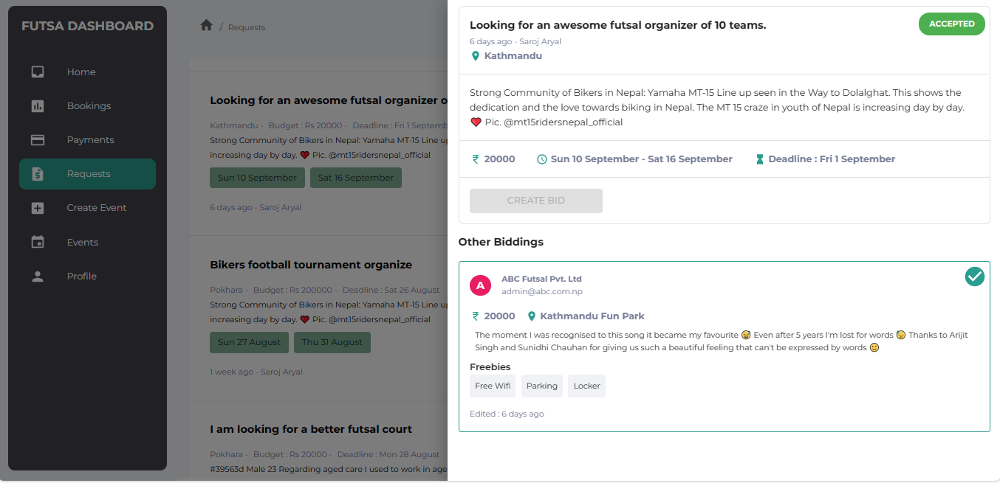 FUTSA DASHBOARD
Home
Bookings
Payments
Requests
Create Event
Events
Profile
/ Requests
Looking for an awesome futsal organizer o
Kathmandu - Budget : Rs 20000 - Deadline : Fri 1 Septemb
Strong Community of Bikers in Nepal: Yamaha MT-15 Line up
increasing day by day. ❤️ Pic. @mt15ridersnepal_official
Sun 10 September Sat 16 September
6 days ago - Saroj Aryal
Bikers football tournament organize
Pokhara - Budget : Rs 20000 - Deadline : Sat 26 August
Strong Community of Bikers in Nepal: Yamaha MT-15 Line up
increasing day by day. ❤️ Pic. @mt15ridersnepal_official
Sun 27 August Thu 31 August
1 week ago - Saroj Aryal
I am looking for a better futsal court
Pokhara - Budget : Rs 20000 - Deadline : Mon 28 August
#39563d Male 23 Regarding aged care I used to work in age
Looking for an awesome futsal organizer of 10 teams.
ACCEPTED
6 days ago - Saroj Aryal
Kathmandu
Strong Community of Bikers in Nepal: Yamaha MT-15 Line up seen in the Way to Dolalghat. This shows the
dedication and the love towards biking in Nepal. The MT 15 craze in youth of Nepal is increasing day by day.
❤️ Pic. @mt15ridersnepal_official
₹ 20000 Sun 10 September - Sat 16 September Deadline : Fri 1 September
CREATE BID
Other Biddings
A
ABC Futsal Pvt. Ltd
admin@abc.com.np
₹ 20000 Kathmandu Fun Park
The moment I was recognised to this song it became my favourite 😅 Even after 5 years I'm lost for words 😓 Thanks to Arijit
Singh and Sunidhi Chauhan for giving us such a beautiful feeling that can't be expressed by words 🙂
Freebies
Free Wifi Parking Locker
Edited : 6 days ago